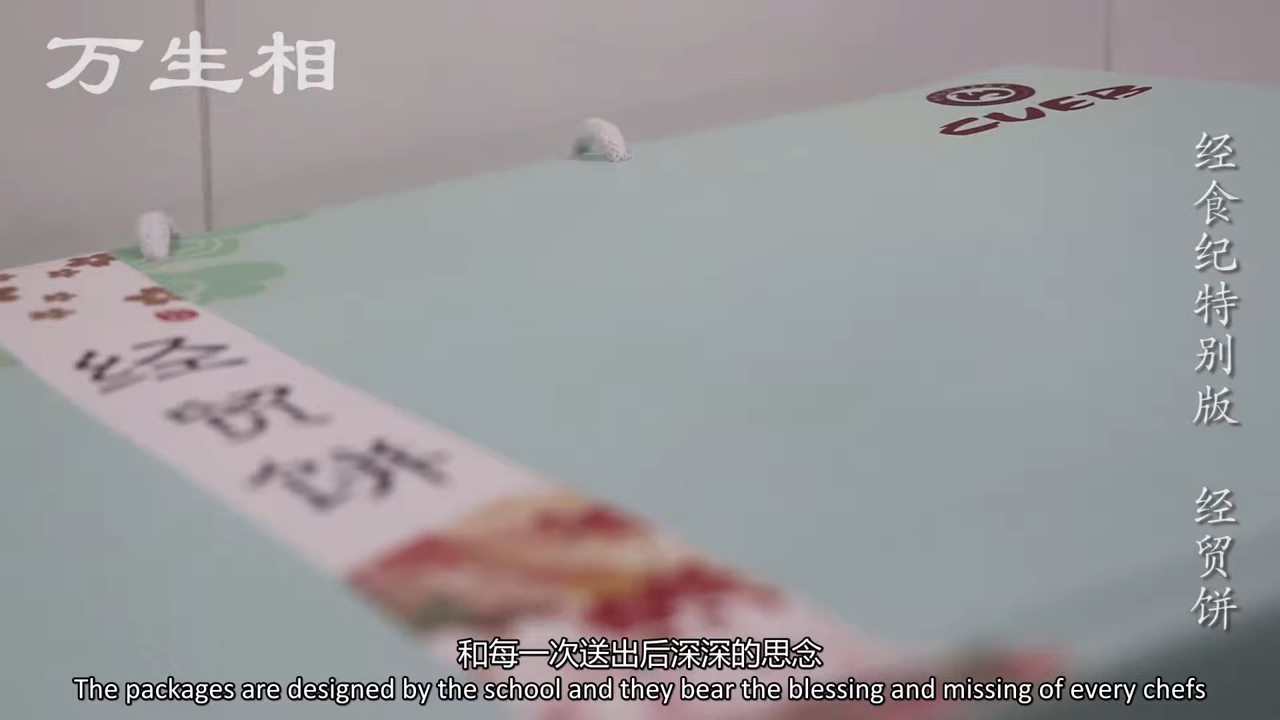 万生相
CUEB
经食纪特别版 经贸饼
经贸饼
和每一次送出后深深的思念
The packages are designed by the school and they bear the blessing and missing of every chefs